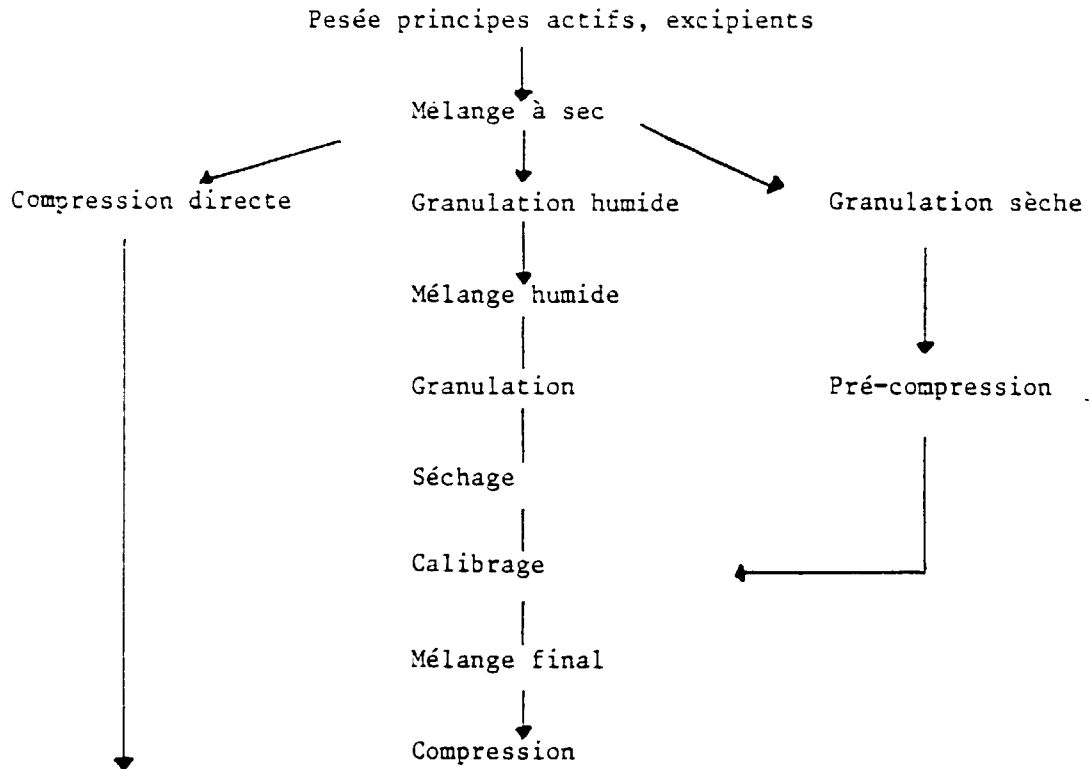 Pesée principes actifs, excipients
Mélange à sec
Compression directe
Granulation humide
Granulation sèche
Mélange humide
Granulation
Pré-compression
Séchage
Calibrage
Mélange final
Compression